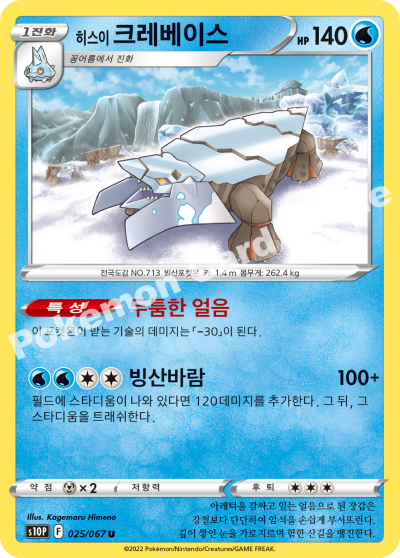 1진화 히스이 크레베이스 HP 140
꽁어름에서 진화
전국도감 NO.713 빙산포켓몬 키 1.4 m 몸무게: 262.4 kg
특성 두툼한 얼음
이 포켓몬이 받는 기술의 데미지는 「-30」이 된다.
빙산바람 100+
필드에 스타디움이 나와 있다면 120데미지를 추가한다. 그 뒤, 그
스타디움을 트래쉬한다.
약점 ×2 저항력 후퇴
Illus. Kagemaru Himeno
s10P F 025/067 U
아래턱을 감싸고 있는 얼음으로 된 장갑은
강철보다 단단하여 암석을 손쉽게 부서뜨린다.
깊이 쌓인 눈을 가로지르며 험한 산길을 행진한다.
©2022 Pokémon/Nintendo/Creatures/GAME FREAK.
Pokémon Card